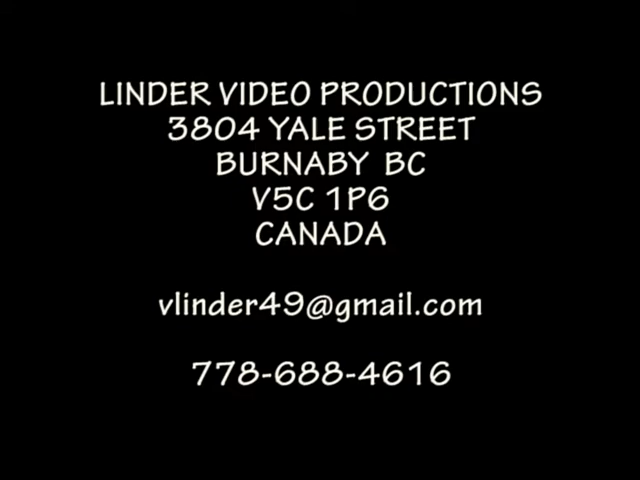 LINDER VIDEO PRODUCTIONS
3804 YALE STREET
BURNABY BC
V5C 1P6
CANADA
vlinder49@gmail.com
778-688-4616